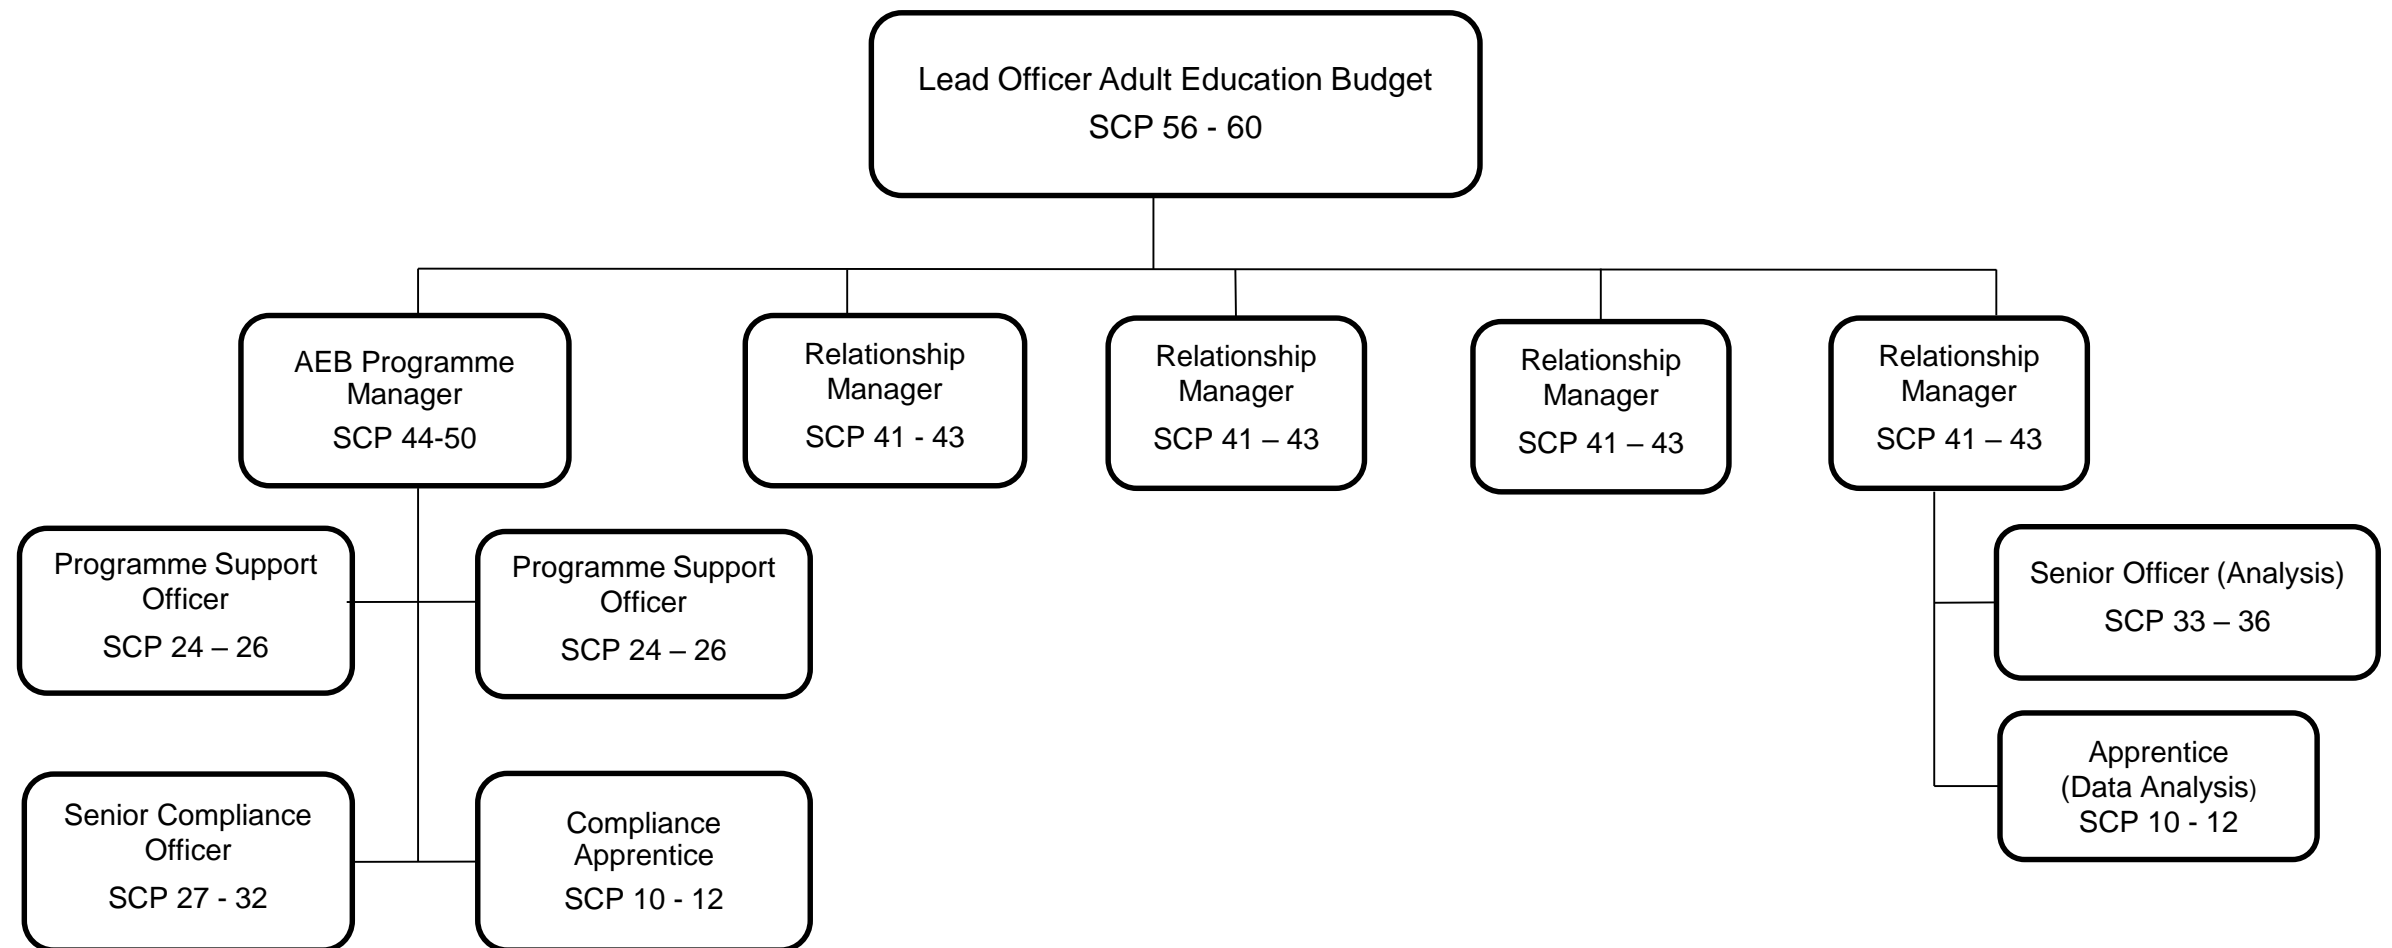 Lead Officer Adult Education Budget
SCP 56 - 60
AEB Programme
Manager
SCP 44-50
Relationship
Manager
SCP 41 - 43
Relationship
Manager
SCP 41 – 43
Relationship
Manager
SCP 41 – 43
Relationship
Manager
SCP 41 – 43
Programme Support
Officer
SCP 24 – 26
Programme Support
Officer
SCP 24 – 26
Senior Officer (Analysis)
SCP 33 – 36
Senior Compliance
Officer
SCP 27 - 32
Compliance
Apprentice
SCP 10 - 12
Apprentice
(Data Analysis)
SCP 10 - 12